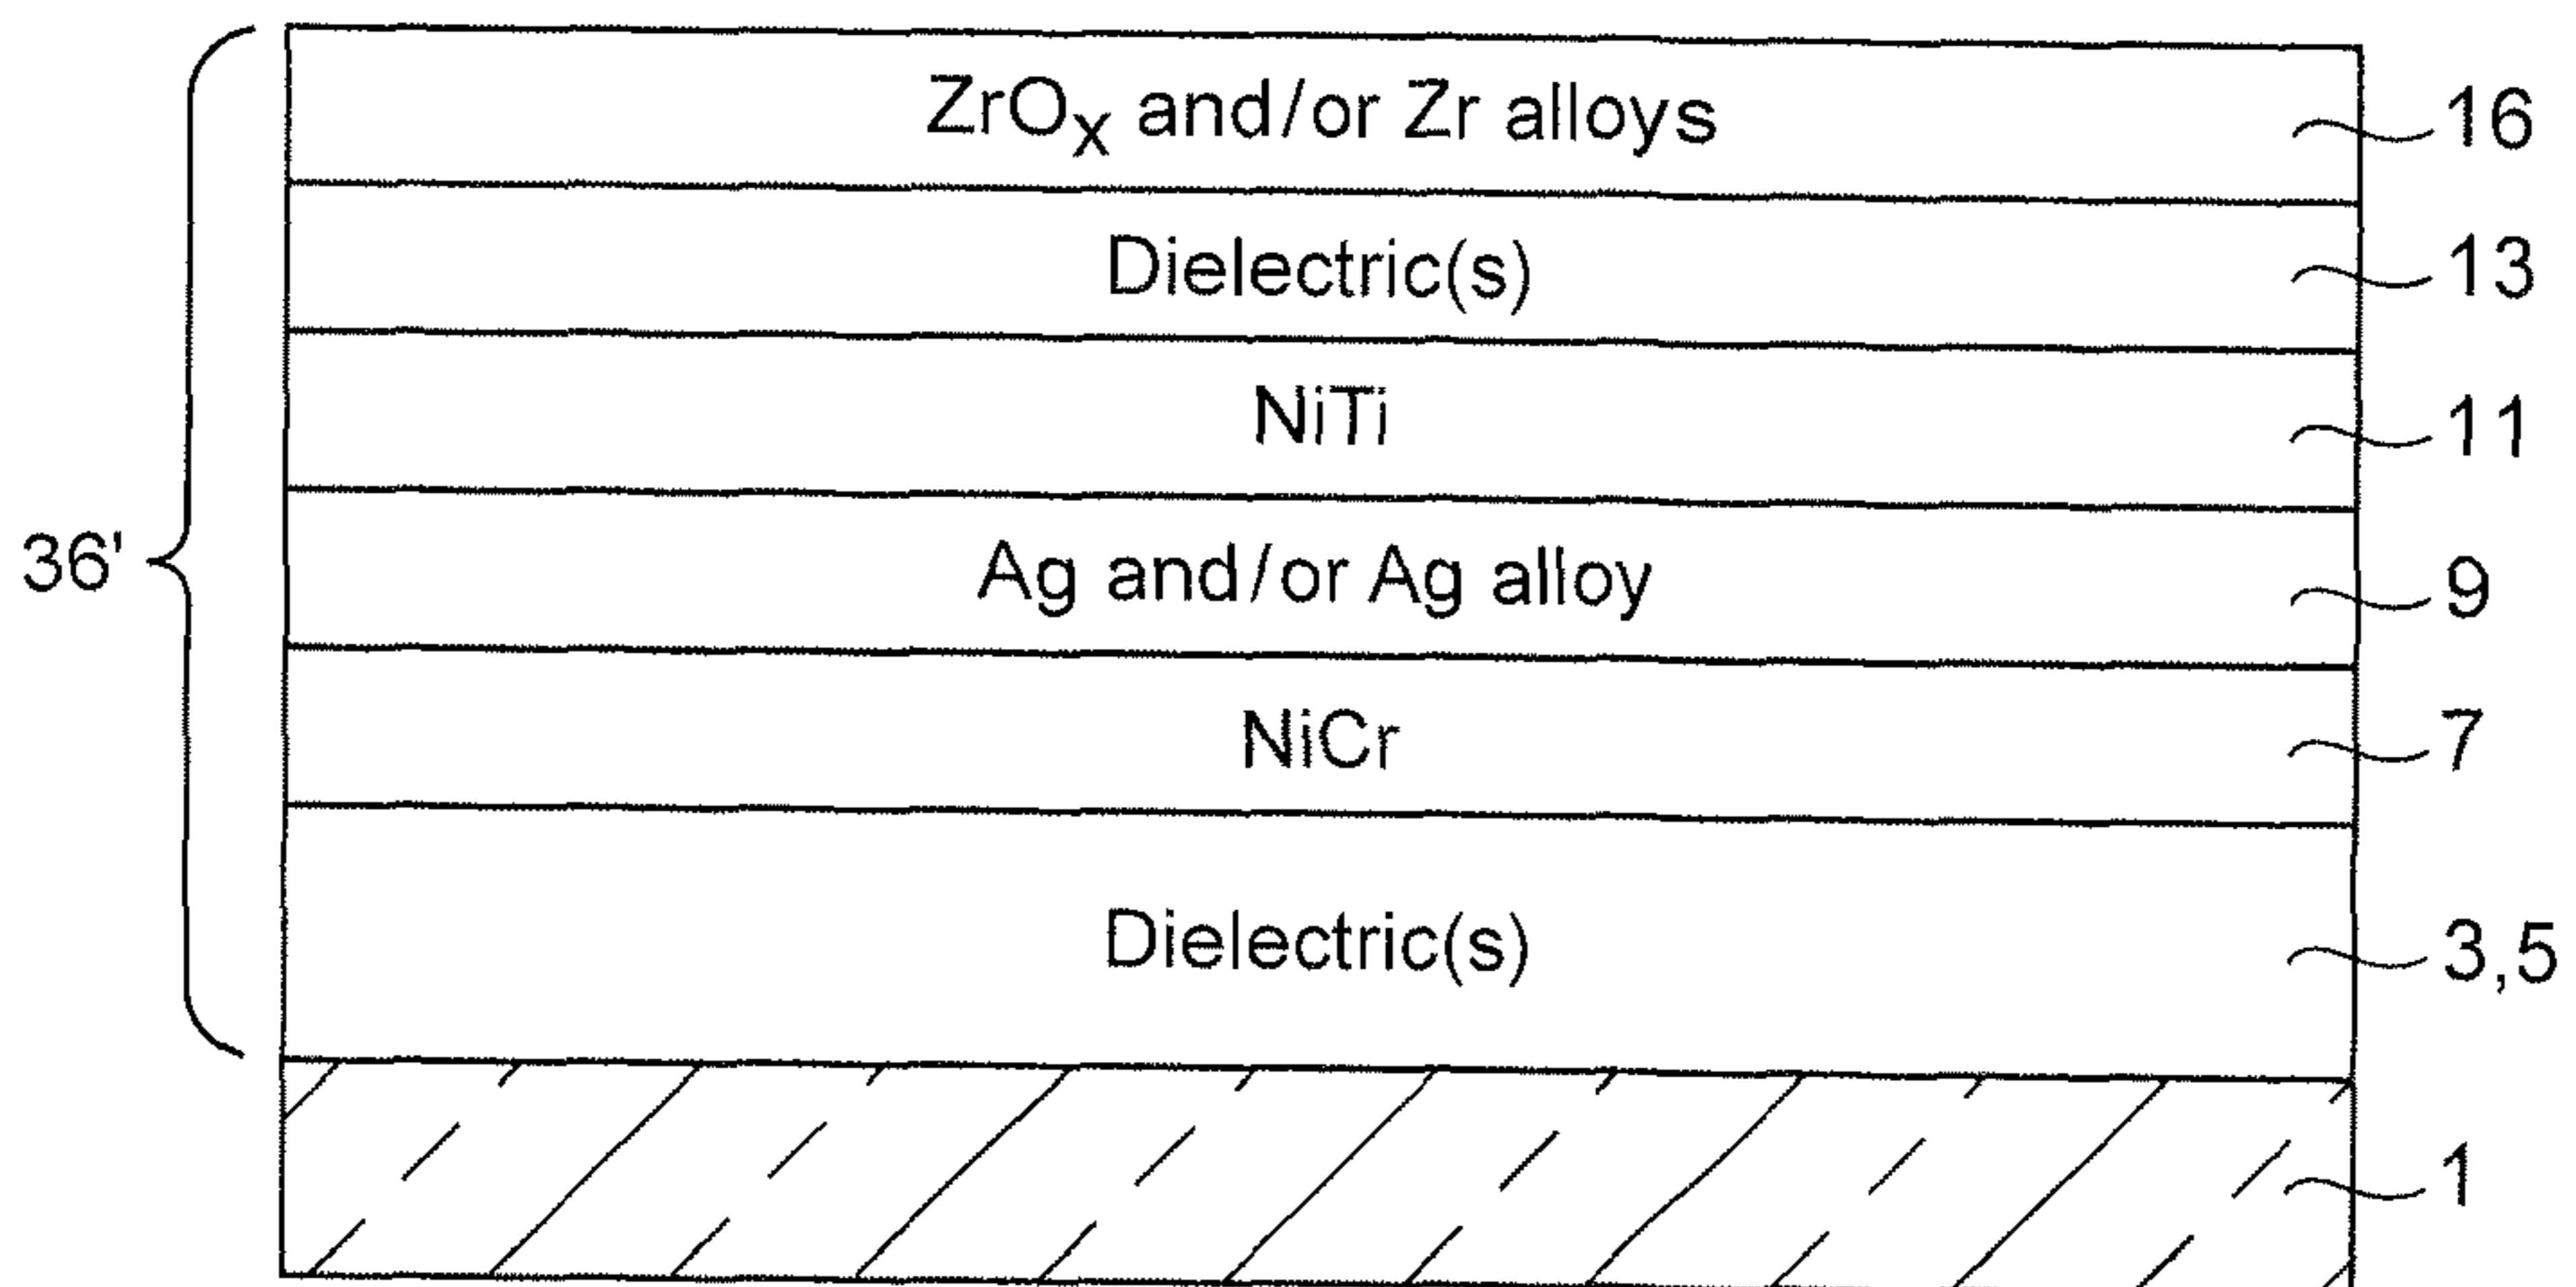 ZrOₓ and/or Zr alloys 16
Dielectric(s) 13
NiTi 11
Ag and/or Ag alloy 9
36'
NiCr 7
Dielectric(s) 3,5
1